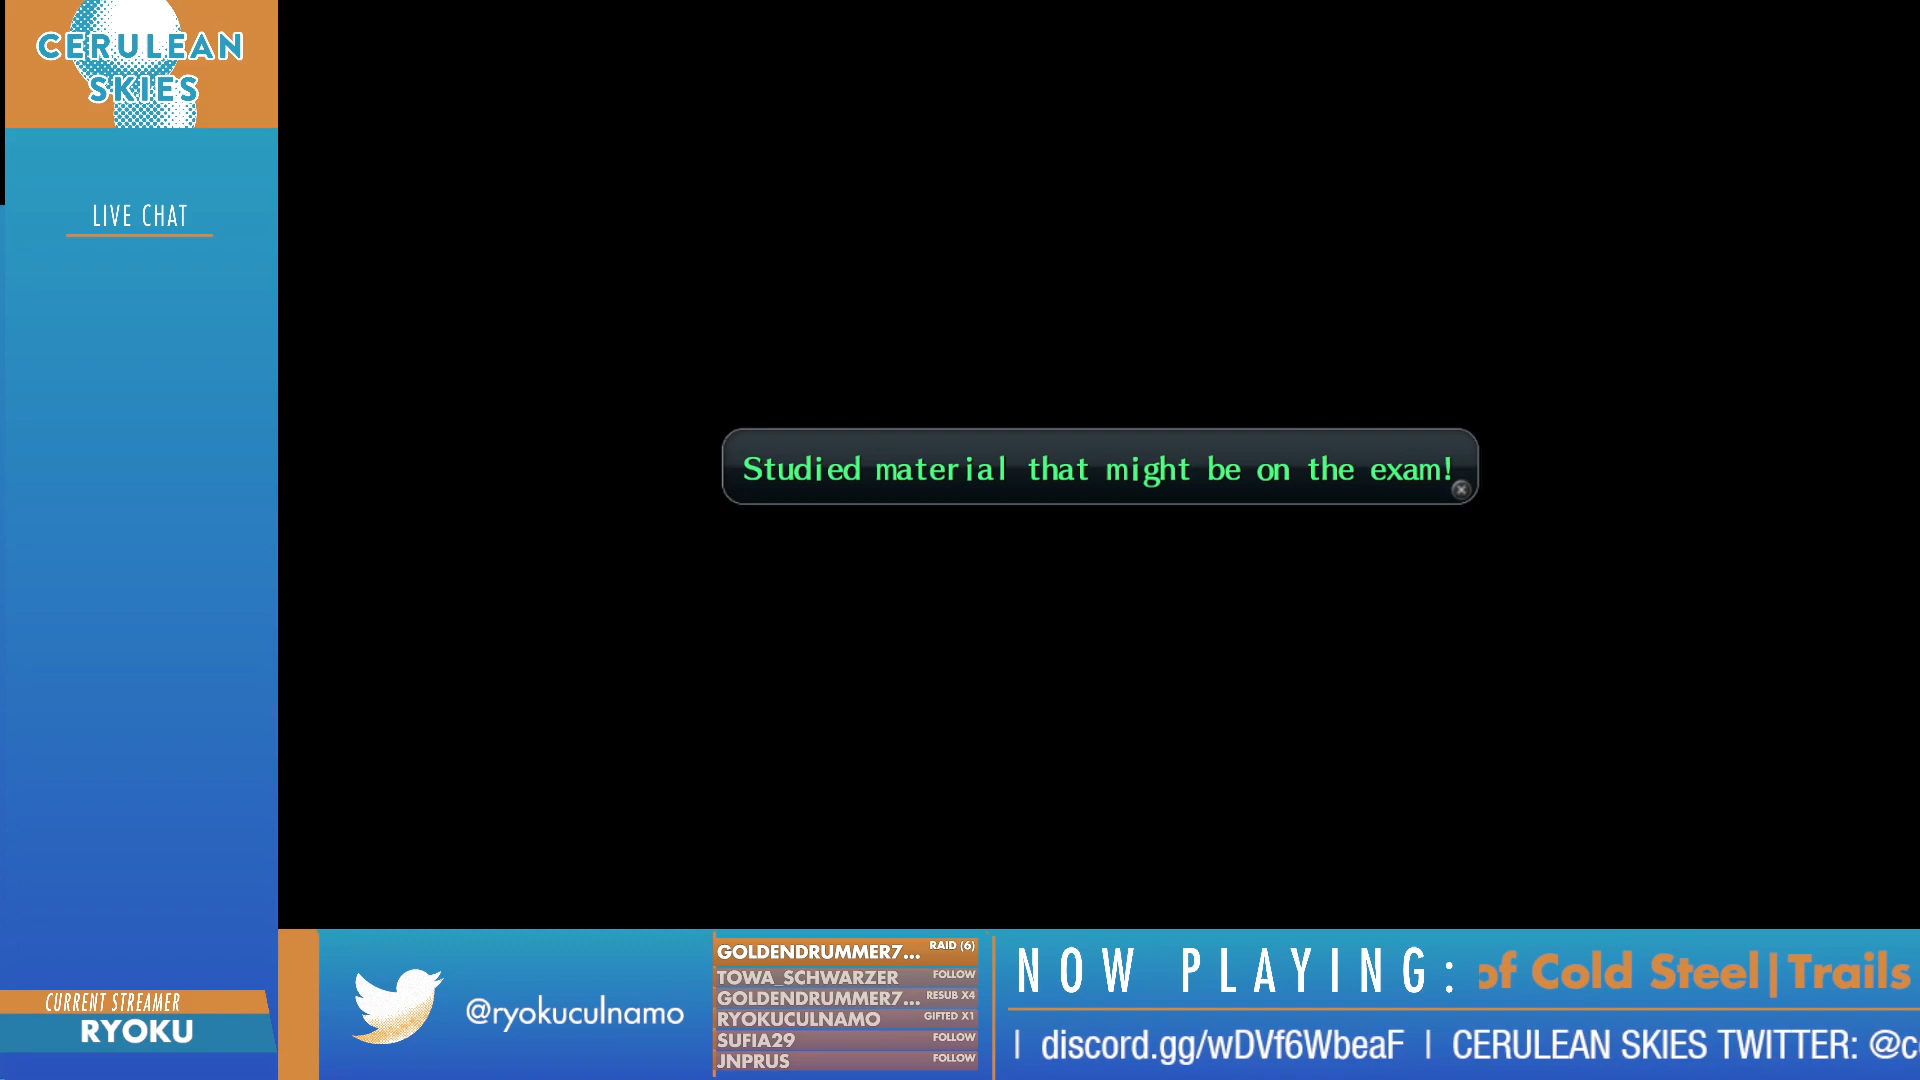 CERULEAN
SKIES
LIVE CHAT
Studied material that might be on the exam!
CURRENT STREAMER
RYOKU
@ryokuculnamo
GOLDENDRUMMER7... RAID (6)
TOWA_SCHWARZER FOLLOW
GOLDENDRUMMER7... RESUB X4
RYOKUCULNAMO GIFTED X1
SUFIA29 FOLLOW
JNPRUS FOLLOW
NOW PLAYING: of Cold Steel|Trails
| discord.gg/wDVf6WbeaF | CERULEAN SKIES TWITTER: @c